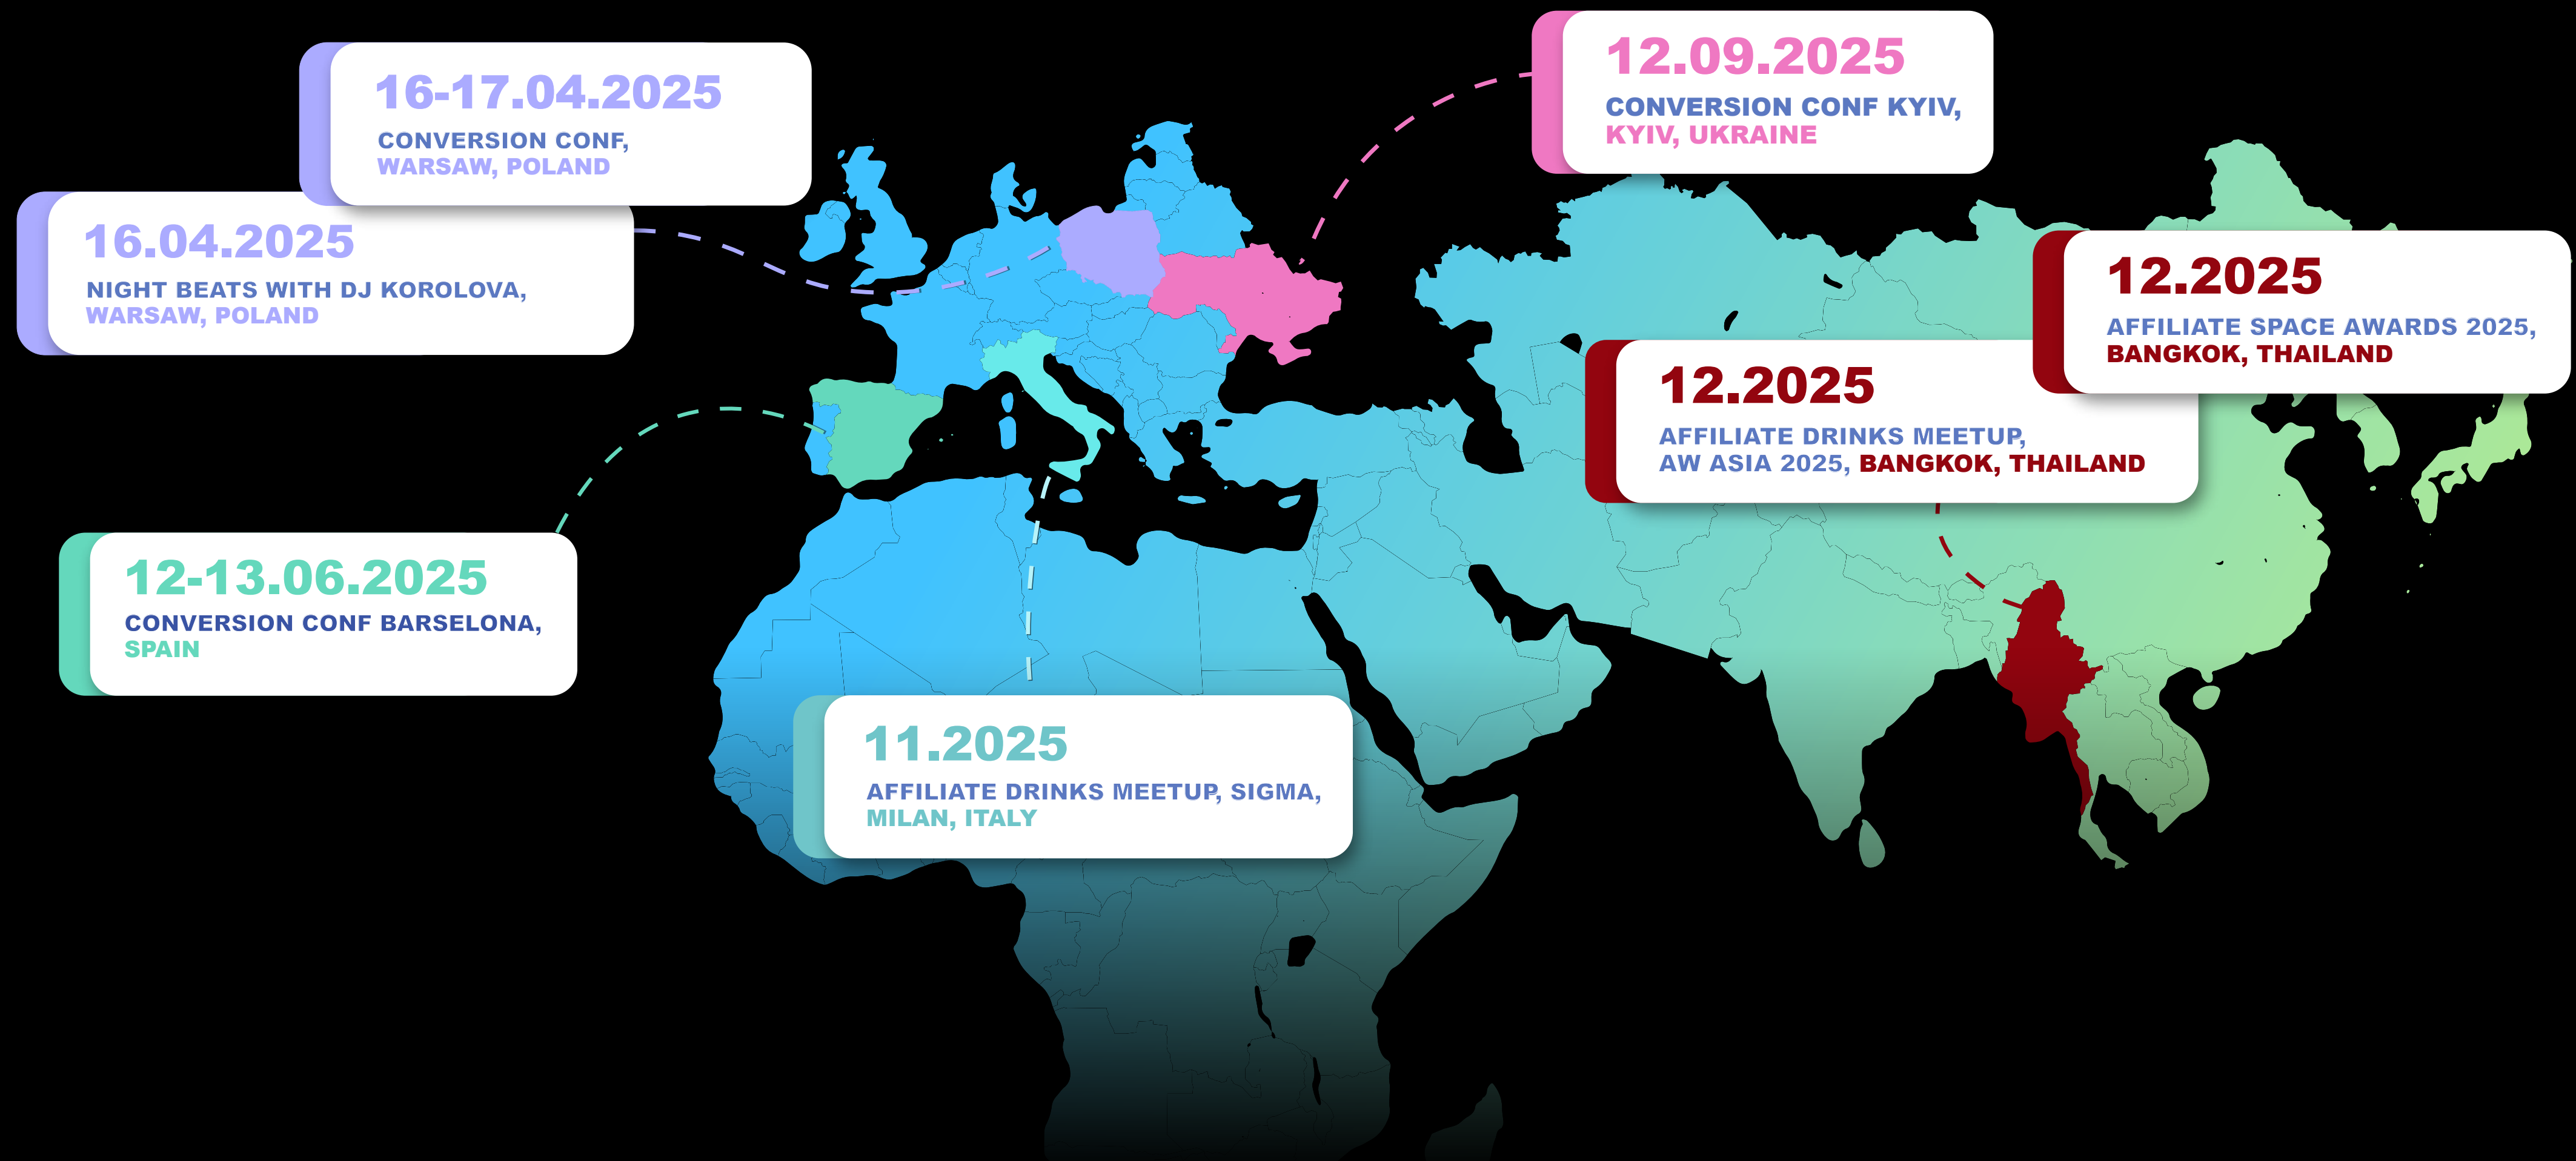 16-17.04.2025
CONVERSION CONF,
WARSAW, POLAND
16.04.2025
NIGHT BEATS WITH DJ KOROLOVA,
WARSAW, POLAND
12.09.2025
CONVERSION CONF KYIV,
KYIV, UKRAINE
12.2025
AFFILIATE SPACE AWARDS 2025,
BANGKOK, THAILAND
12.2025
AFFILIATE DRINKS MEETUP,
AW ASIA 2025, BANGKOK, THAILAND
12-13.06.2025
CONVERSION CONF BARSELONA,
SPAIN
11.2025
AFFILIATE DRINKS MEETUP, SIGMA,
MILAN, ITALY